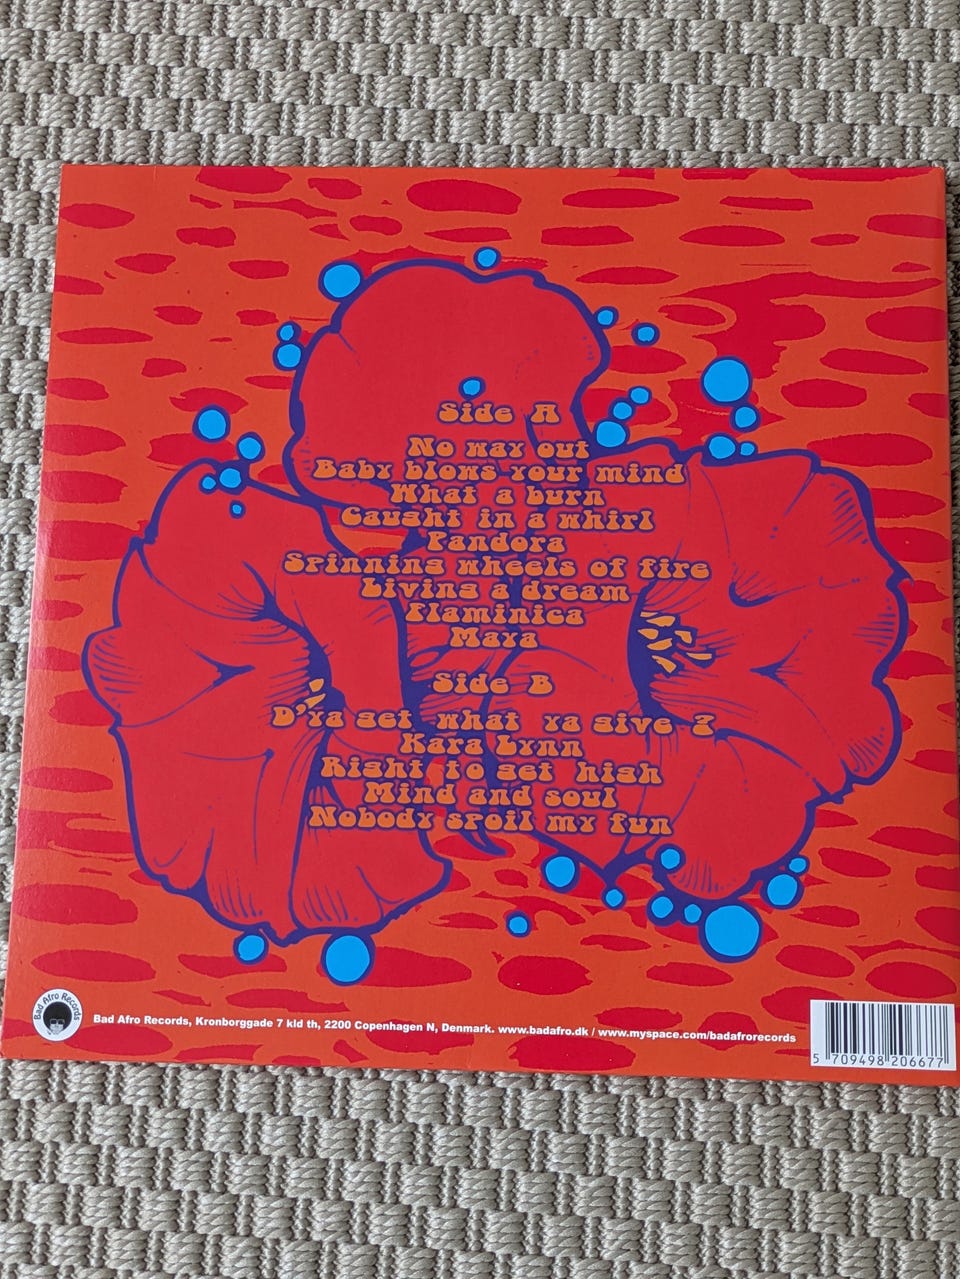 Side A
No way out
Baby blows your mind
What a burn
Caught in a whirl
Pandora
Spinning wheels of fire
Living a dream
Flaminica
Maya
Side B
D'ya get what ya give ?
Kara Lynn
Right to get high
Mind and soul
Nobody spoil my fun
Bad Afro Records
Bad Afro Records, Kronborggade 7 kld th, 2200 Copenhagen N, Denmark. www.badafro.dk / www.myspace.com/badafrorecords
5 709498 206677